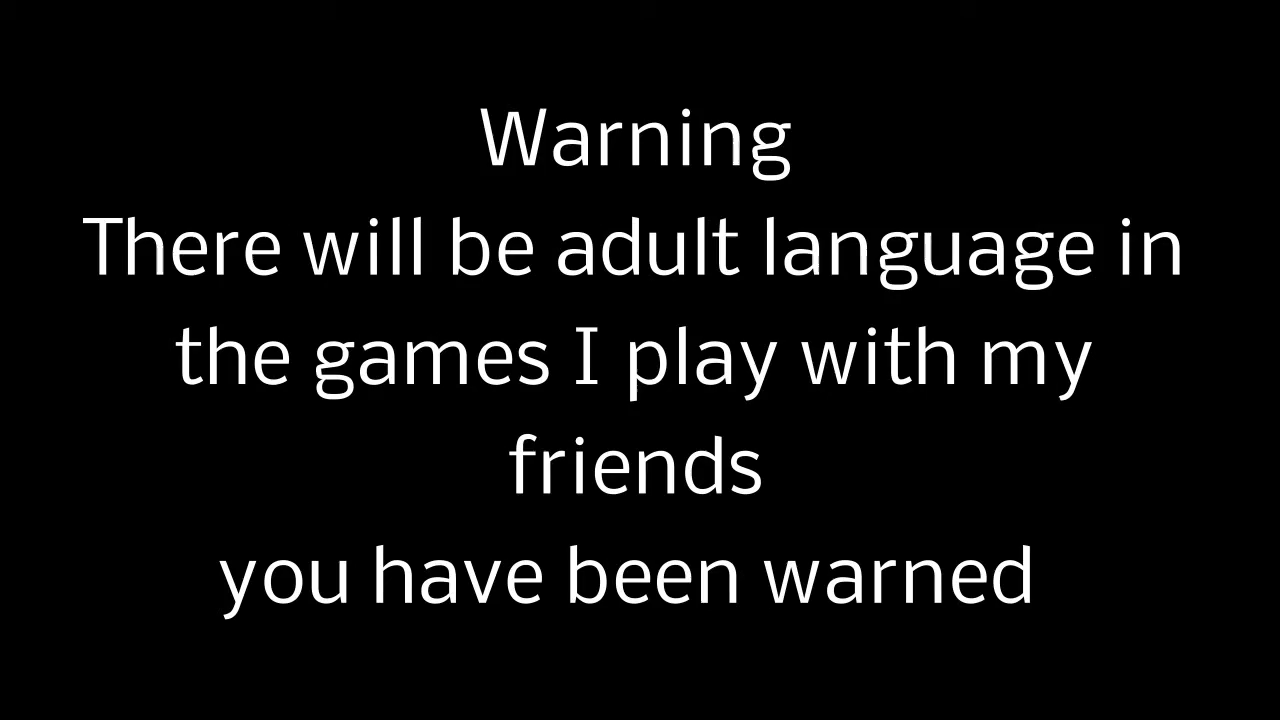 Warning
There will be adult language in
the games I play with my
friends
you have been warned